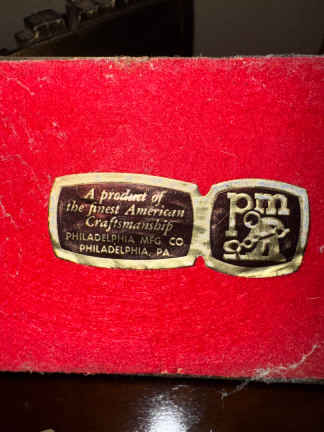 A product of
the finest American
Craftsmanship
PHILADELPHIA MFG. CO.
PHILADELPHIA, PA.
pm